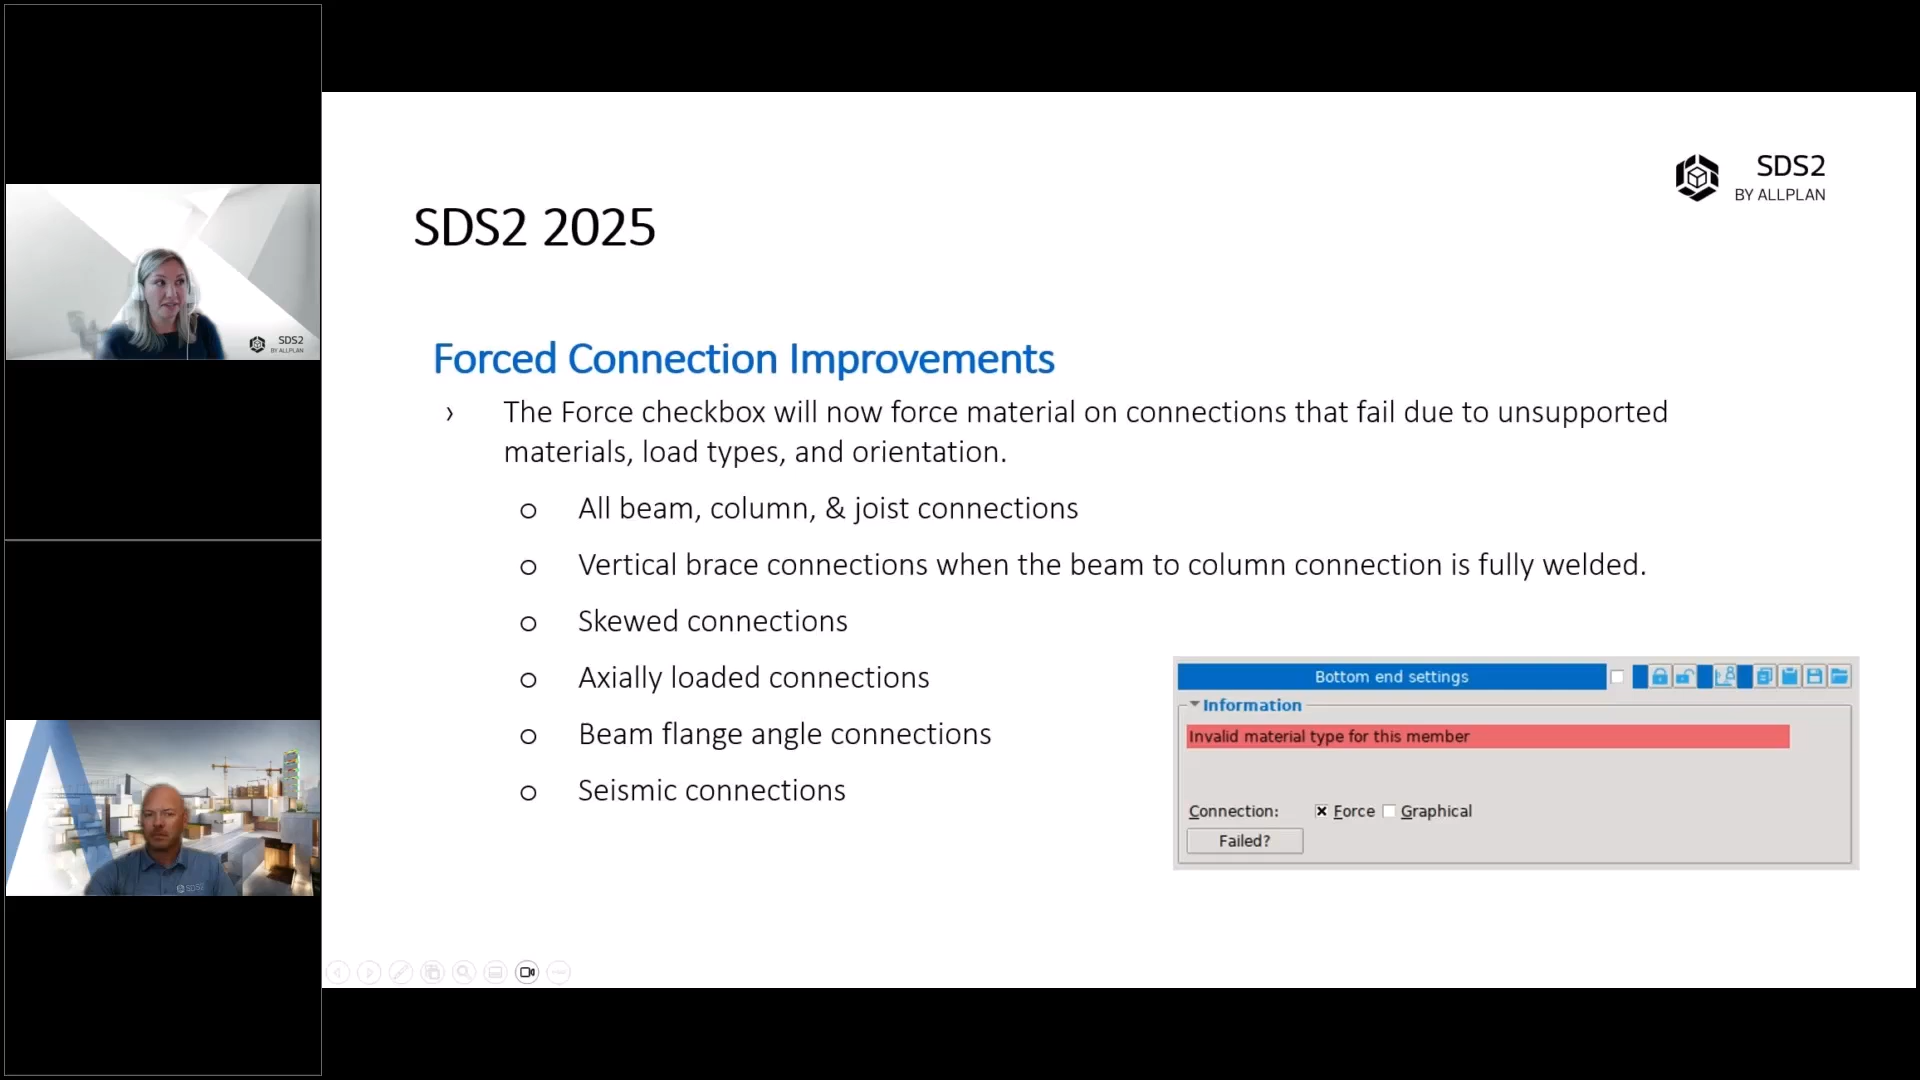 SDS2
BY ALLPLAN
SDS2 2025
Forced Connection Improvements
› The Force checkbox will now force material on connections that fail due to unsupported
materials, load types, and orientation.
o All beam, column, & joist connections
o Vertical brace connections when the beam to column connection is fully welded.
o Skewed connections
o Axially loaded connections
o Beam flange angle connections
o Seismic connections
Bottom end settings
Information
Invalid material type for this member
Connection: Force Graphical
Failed?
SDS2
BY ALLPLAN
SDS2